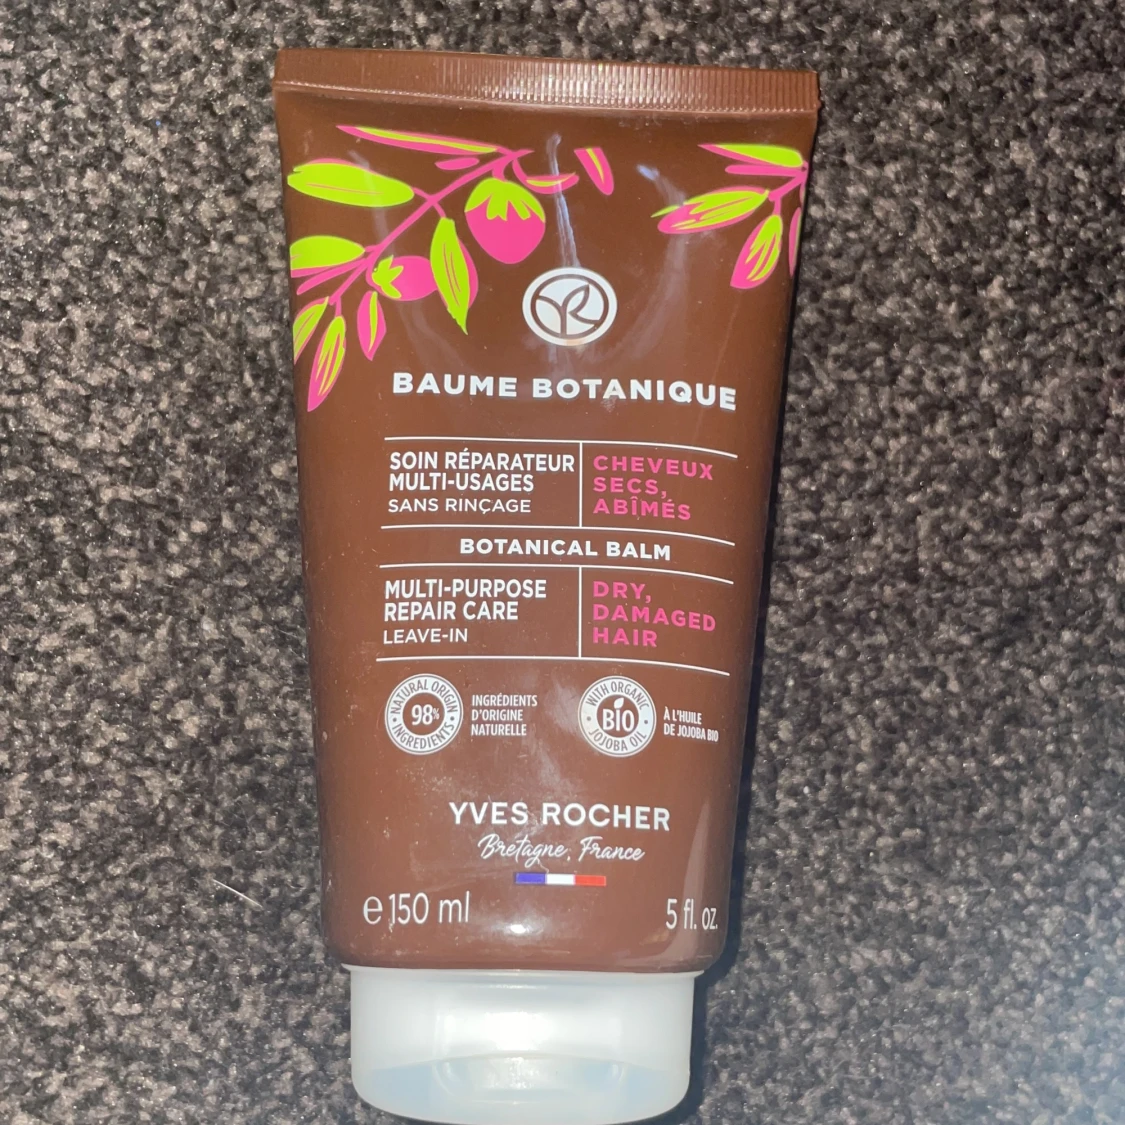 BAUME BOTANIQUE
SOIN RÉPARATEUR
MULTI-USAGES
SANS RINÇAGE
CHEVEUX
SECS,
ABÎMÉS
BOTANICAL BALM
MULTI-PURPOSE
REPAIR CARE
LEAVE-IN
DRY,
DAMAGED
HAIR
NATURAL ORIGIN
98%
INGREDIENTS
INGRÉDIENTS
D'ORIGINE
NATURELLE
WITH ORGANIC
BIO
JOJOBA OIL
À L'HUILE
DE JOJOBA BIO
YVES ROCHER
Bretagne, France
e 150 ml
5 fl. oz.